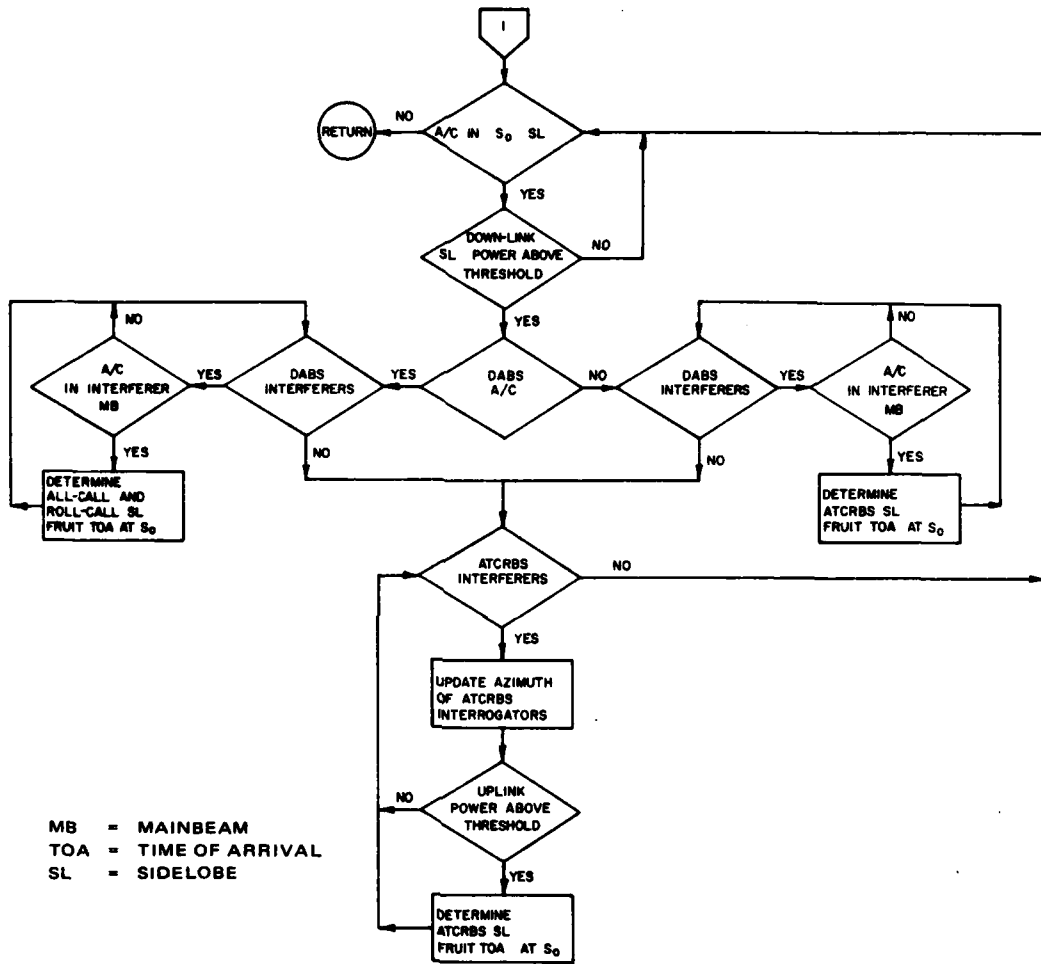 I
A/C IN S₀ SL
NO
RETURN
YES
DOWN-LINK
SL POWER ABOVE
THRESHOLD
NO
YES
NO
A/C
IN INTERFERER
MB
YES
DABS
INTERFERERS
YES
DABS
A/C
NO
DABS
INTERFERERS
YES
A/C
IN INTERFERER
MB
NO
YES
DETERMINE
ALL-CALL AND
ROLL-CALL SL
FRUIT TOA AT S₀
NO
NO
YES
DETERMINE
ATCRBS SL
FRUIT TOA AT S₀
ATCRBS
INTERFERERS
NO
YES
UPDATE AZIMUTH
OF ATCRBS
INTERROGATORS
UPLINK
POWER ABOVE
THRESHOLD
NO
YES
DETERMINE
ATCRBS SL
FRUIT TOA AT S₀
MB = MAINBEAM
TOA = TIME OF ARRIVAL
SL = SIDELOBE